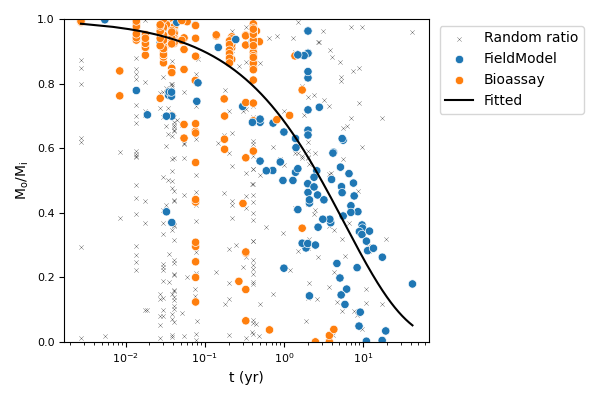 1.0
0.8
0.6
0.4
0.2
0.0
M₀/Mᵢ
10⁻²
10⁻¹
10⁰
10¹
t (yr)
Random ratio
FieldModel
Bioassay
Fitted